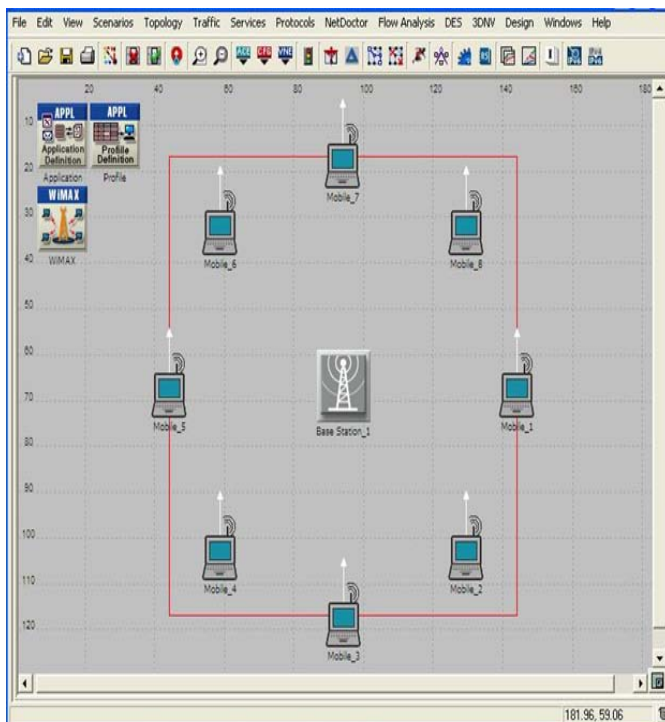 File Edit View Scenarios Topology Traffic Services Protocols NetDoctor Flow Analysis DES 3DNV Design Windows Help
ACE CFG VNE
20 40 60 80 100 120 140 160 180
10
20
30
40
50
60
70
80
90
100
110
120
APPL APPL
Application Definition Profile Definition
Application Profile
WiMAX
WiMAX
Mobile_7
Mobile_6 Mobile_8
Mobile_5 Base Station_1 Mobile_1
Mobile_4 Mobile_2
Mobile_3
181.96, 59.06